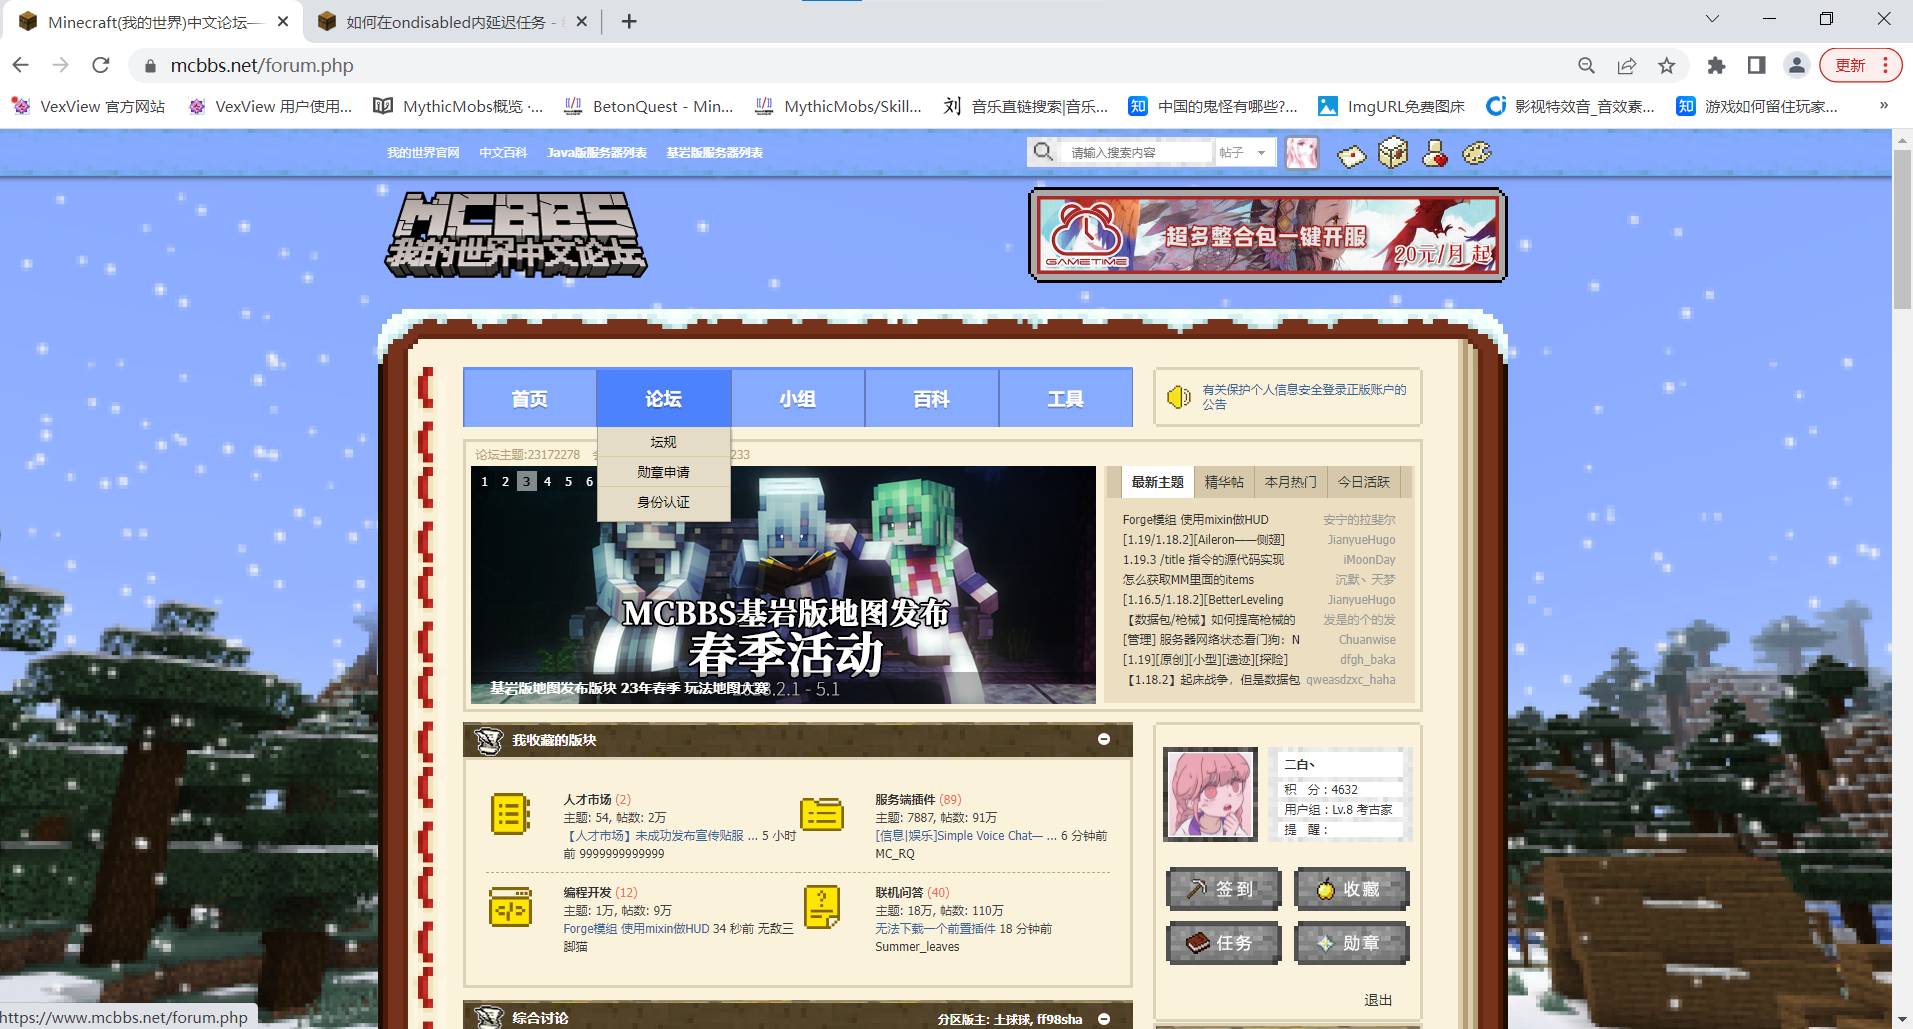 Minecraft(我的世界)中文论坛—
如何在ondisabled内延迟任务 -
mcbbs.net/forum.php
更新
VexView 官方网站
VexView 用户使用...
MythicMobs概览 ·...
BetonQuest - Min...
MythicMobs/Skill...
音乐直链搜索|音乐...
中国的鬼怪有哪些?...
ImgURL免费图床
影视特效音_音效素...
游戏如何留住玩家...
»
我的世界官网
中文百科
Java版服务器列表
基岩版服务器列表
请输入搜索内容
帖子
MCBBS
我的世界中文论坛
GAMETIME
超多整合包一键开服
20元/月 起
首页
论坛
小组
百科
工具
有关保护个人信息安全登录正版账户的
公告
坛规
勋章申请
身份认证
论坛主题:23172278
233
1 2 3 4 5 6
MCBBS基岩版地图发布
春季活动
基岩版地图发布版块 23年春季 玩法地图大赛
.2.1 - 5.1
最新主题
精华帖
本月热门
今日活跃
Forge模组 使用mixin做HUD 安宁的拉斐尔
[1.19/1.18.2][Aileron——侧翅] JianyueHugo
1.19.3 /title 指令的源代码实现 iMoonDay
怎么获取MM里面的items 沉默丶天梦
[1.16.5/1.18.2][BetterLeveling JianyueHugo
【数据包/枪械】如何提高枪械的 发是的个的发
[管理] 服务器网络状态看门狗：N Chuanwise
[1.19][原创][小型][遗迹][探险] dfgh_baka
【1.18.2】起床战争，但是数据包 qweasdzxc_haha
我收藏的版块
人才市场 (2)
主题: 54, 帖数: 2万
【人才市场】未成功发布宣传贴服 ... 5 小时
前 9999999999999
服务端插件 (89)
主题: 7887, 帖数: 91万
[信息|娱乐]Simple Voice Chat— ... 6 分钟前
MC_RQ
编程开发 (12)
主题: 1万, 帖数: 9万
Forge模组 使用mixin做HUD 34 秒前 无敌三
脚猫
联机问答 (40)
主题: 18万, 帖数: 110万
无法下载一个前置插件 18 分钟前
Summer_leaves
二白丶
积 分 : 4632
用户组 : Lv.8 考古家
提 醒 :
签到
收藏
任务
勋章
退出
综合讨论
分区版主: 土球球, ff98sha
https://www.mcbbs.net/forum.php